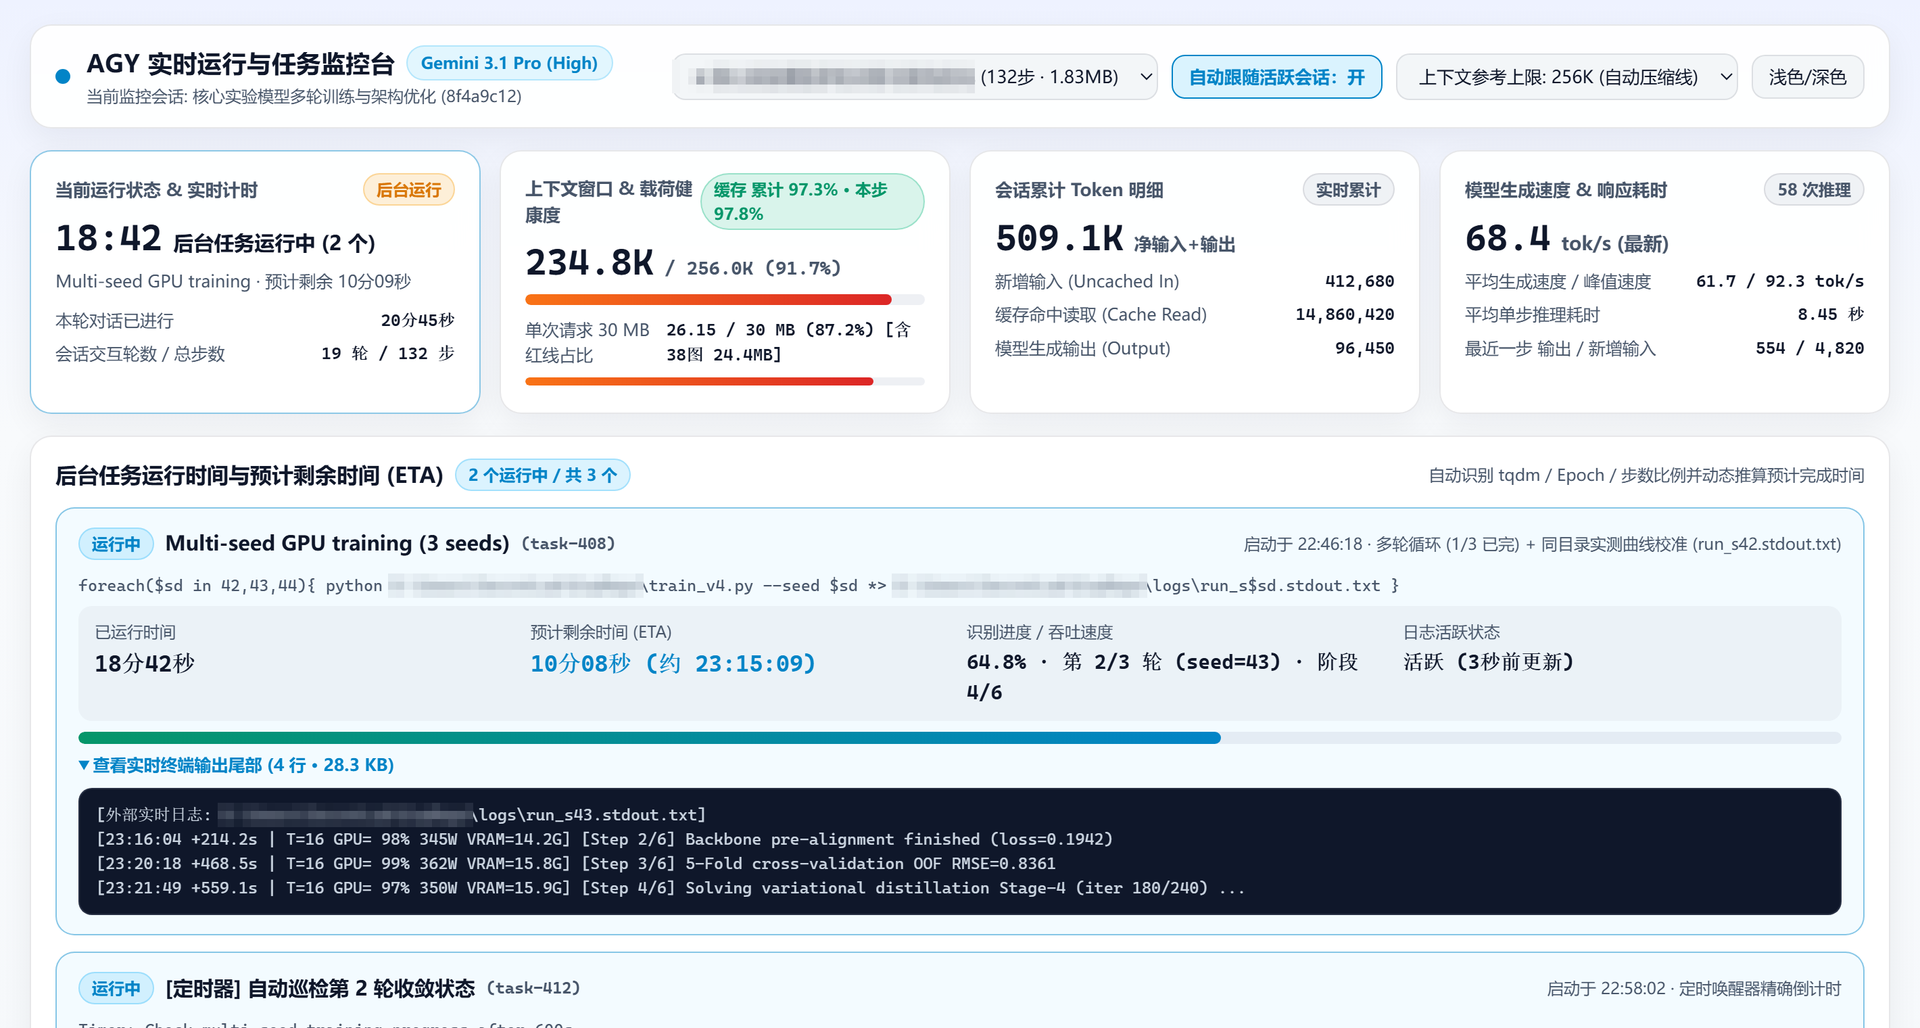 AGY 实时运行与任务监控台 Gemini 3.1 Pro (High)
当前监控会话: 核心实验模型多轮训练与架构优化 (8f4a9c12)
(132步 · 1.83MB)
自动跟随活跃会话：开
上下文参考上限: 256K (自动压缩线)
浅色/深色
当前运行状态 & 实时计时 后台运行
18:42 后台任务运行中 (2 个)
Multi-seed GPU training · 预计剩余 10分09秒
本轮对话已进行 20分45秒
会话交互轮数 / 总步数 19 轮 / 132 步
上下文窗口 & 载荷健
康度
缓存 累计 97.3% • 本步
97.8%
234.8K / 256.0K (91.7%)
单次请求 30 MB
红线占比
26.15 / 30 MB (87.2%) [含
38图 24.4MB]
会话累计 Token 明细 实时累计
509.1K 净输入+输出
新增输入 (Uncached In) 412,680
缓存命中读取 (Cache Read) 14,860,420
模型生成输出 (Output) 96,450
模型生成速度 & 响应耗时 58 次推理
68.4 tok/s (最新)
平均生成速度 / 峰值速度 61.7 / 92.3 tok/s
平均单步推理耗时 8.45 秒
最近一步 输出 / 新增输入 554 / 4,820
后台任务运行时间与预计剩余时间 (ETA) 2 个运行中 / 共 3 个
自动识别 tqdm / Epoch / 步数比例并动态推算预计完成时间
运行中 Multi-seed GPU training (3 seeds) (task-408)
启动于 22:46:18 · 多轮循环 (1/3 已完) + 同目录实测曲线校准 (run_s42.stdout.txt)
foreach($sd in 42,43,44){ python \train_v4.py --seed $sd *> \logs\run_s$sd.stdout.txt }
已运行时间
18分42秒
预计剩余时间 (ETA)
10分08秒 (约 23:15:09)
识别进度 / 吞吐速度
64.8% · 第 2/3 轮 (seed=43) · 阶段
4/6
日志活跃状态
活跃 (3秒前更新)
▼查看实时终端输出尾部 (4 行 • 28.3 KB)
[外部实时日志: \logs\run_s43.stdout.txt]
[23:16:04 +214.2s | T=16 GPU= 98% 345W VRAM=14.2G] [Step 2/6] Backbone pre-alignment finished (loss=0.1942)
[23:20:18 +468.5s | T=16 GPU= 99% 362W VRAM=15.8G] [Step 3/6] 5-Fold cross-validation OOF RMSE=0.8361
[23:21:49 +559.1s | T=16 GPU= 97% 350W VRAM=15.9G] [Step 4/6] Solving variational distillation Stage-4 (iter 180/240) ...
运行中 [定时器] 自动巡检第 2 轮收敛状态 (task-412)
启动于 22:58:02 · 定时唤醒器精确倒计时